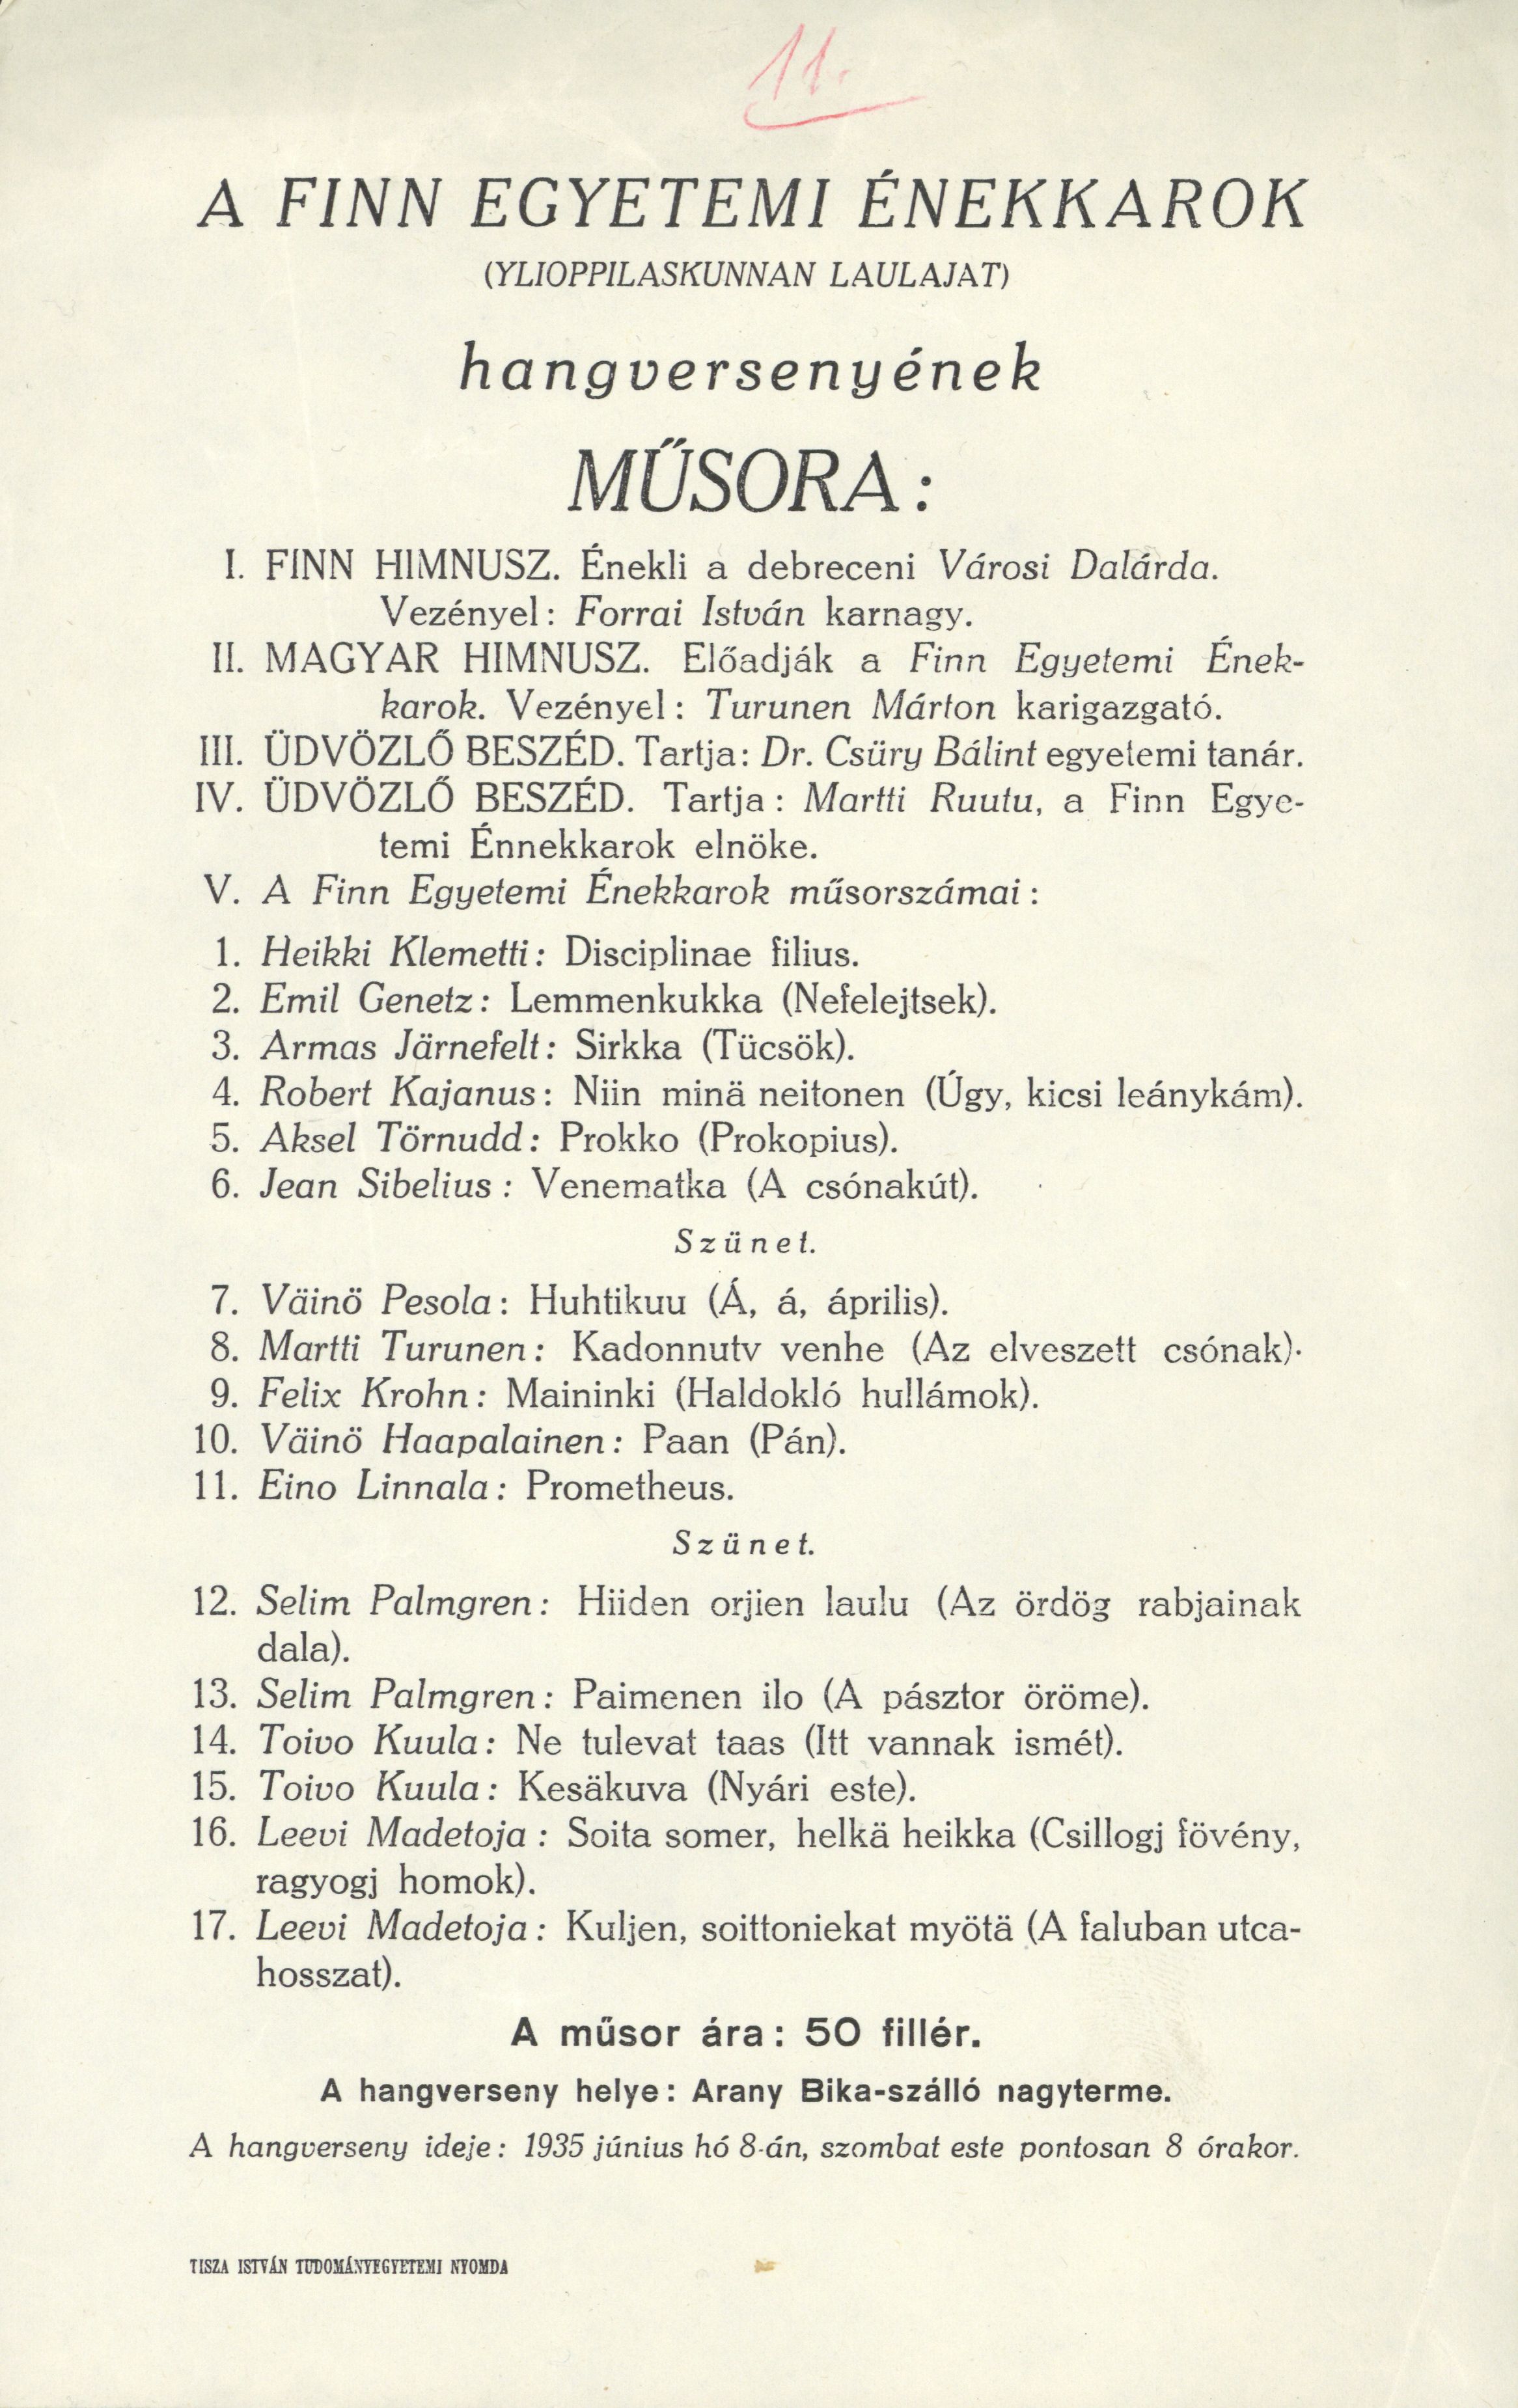 11.
A FINN EGYETEMI ÉNEKKAROK
(YLIOPPILASKUNNAN LAULAJAT)
hangversenyének
MŰSORA:
I. FINN HIMNUSZ. Énekli a debreceni Városi Dalárda.
Vezényel: Forrai István karnagy.
II. MAGYAR HIMNUSZ. Előadják a Finn Egyetemi Ének-
karok. Vezényel: Turunen Márton karigazgató.
III. ÜDVÖZLŐ BESZÉD. Tartja: Dr. Csüry Bálint egyetemi tanár.
IV. ÜDVÖZLŐ BESZÉD. Tartja: Martti Ruutu, a Finn Egye-
temi Énnekkarok elnöke.
V. A Finn Egyetemi Énekkarok műsorszámai:
1. Heikki Klemetti: Disciplinae filius.
2. Emil Genetz: Lemmenkukka (Nefelejtsek).
3. Armas Järnefelt: Sirkka (Tücsök).
4. Robert Kajanus: Niin minä neitonen (Úgy, kicsi leánykám).
5. Aksel Törnudd: Prokko (Prokopius).
6. Jean Sibelius: Venematka (A csónakút).
Szünet.
7. Väinö Pesola: Huhtikuu (Á, á, április).
8. Martti Turunen: Kadonnutv venhe (Az elveszett csónak).
9. Felix Krohn: Maininki (Haldokló hullámok).
10. Väinö Haapalainen: Paan (Pán).
11. Eino Linnala: Prometheus.
Szünet.
12. Selim Palmgren: Hiiden orjien laulu (Az ördög rabjainak
dala).
13. Selim Palmgren: Paimenen ilo (A pásztor öröme).
14. Toivo Kuula: Ne tulevat taas (Itt vannak ismét).
15. Toivo Kuula: Kesäkuva (Nyári este).
16. Leevi Madetoja: Soita somer, helkä heikka (Csillogj fövény,
ragyogj homok).
17. Leevi Madetoja: Kuljen, soittoniekat myötä (A faluban utca-
hosszat).
A műsor ára: 50 fillér.
A hangverseny helye: Arany Bika-szálló nagyterme.
A hangverseny ideje: 1935 június hó 8-án, szombat este pontosan 8 órakor.
TISZA ISTVÁN TUDOMÁNYEGYETEMI NYOMDA